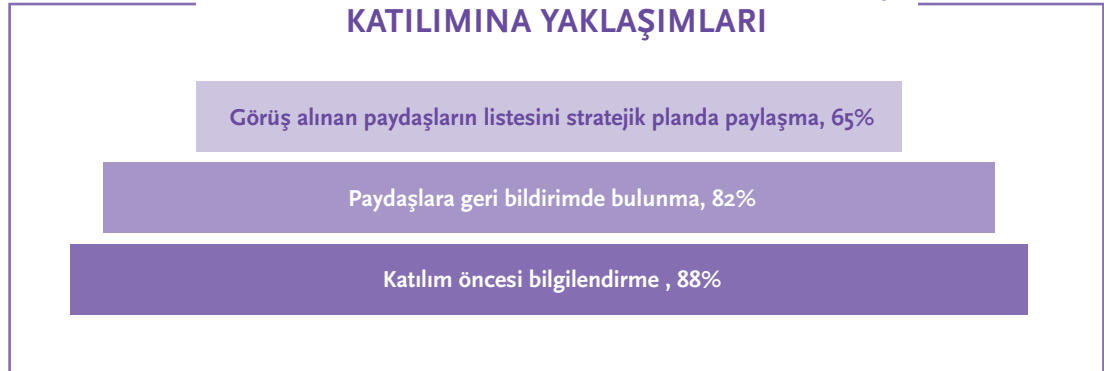 KATILIMINA YAKLAŞIMLARI
Görüş alınan paydaşların listesini stratejik planda paylaşma, 65%
Paydaşlara geri bildirimde bulunma, 82%
Katılım öncesi bilgilendirme , 88%